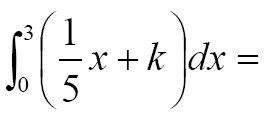 ∫₀³ (1/5 x + k) dx =